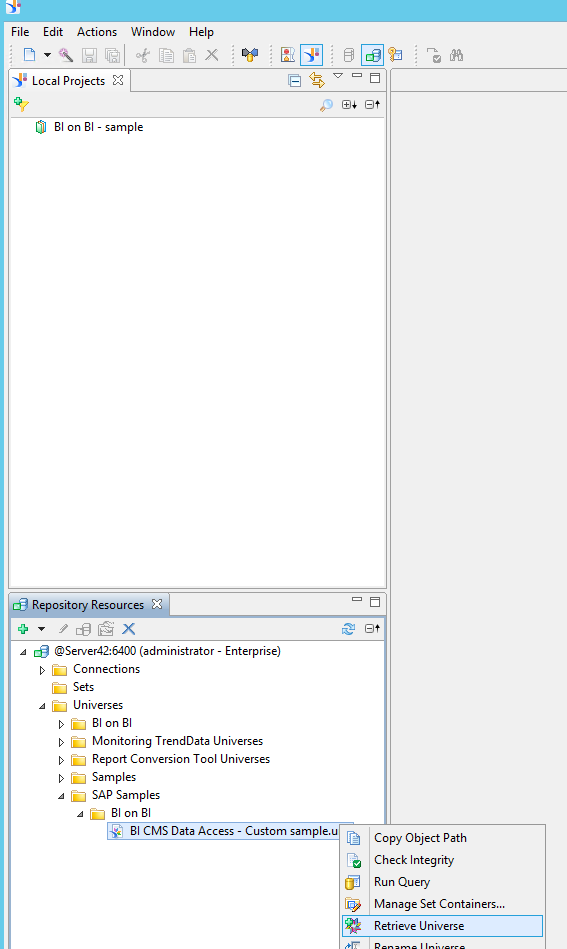 File Edit Actions Window Help
Local Projects
BI on BI - sample
Repository Resources
@Server42:6400 (administrator - Enterprise)
Connections
Sets
Universes
BI on BI
Monitoring TrendData Universes
Report Conversion Tool Universes
Samples
SAP Samples
BI on BI
BI CMS Data Access - Custom sample.u
Copy Object Path
Check Integrity
Run Query
Manage Set Containers...
Retrieve Universe
Rename Universe